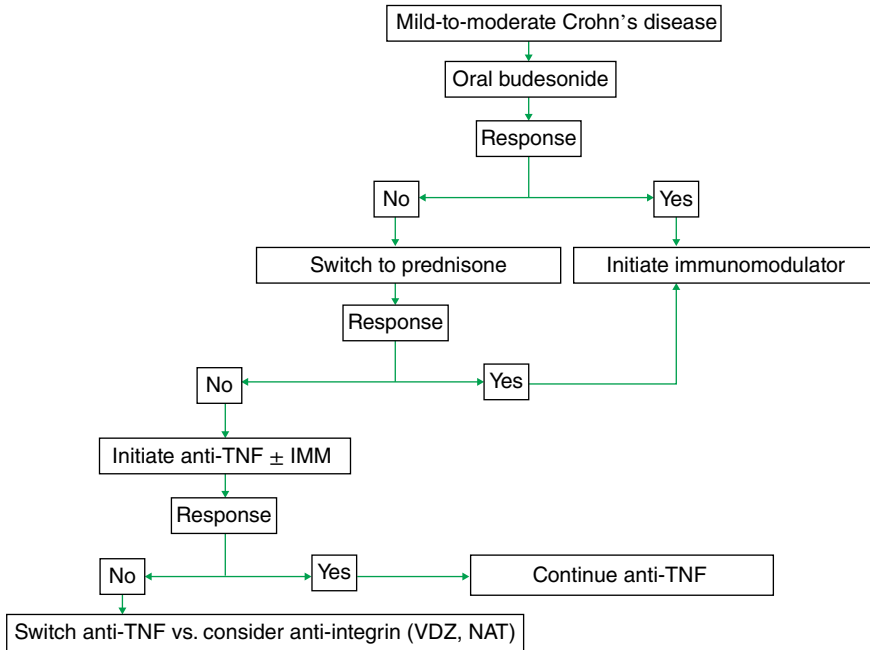 Mild-to-moderate Crohn’s disease
Oral budesonide
Response
No
Yes
Switch to prednisone
Initiate immunomodulator
Response
No
Yes
Initiate anti-TNF ± IMM
Response
No
Yes
Continue anti-TNF
Switch anti-TNF vs. consider anti-integrin (VDZ, NAT)